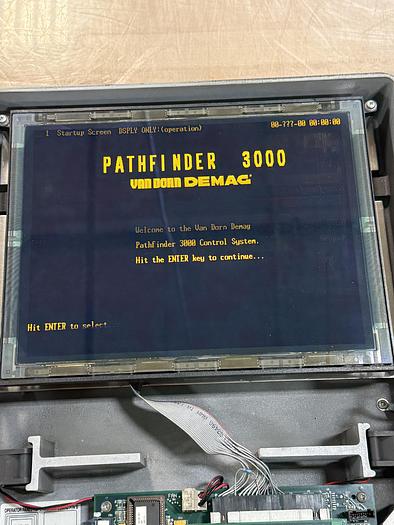 1 Startup Screen DSPLY ONLY:(operation)
00-???-00 00:00:00
PATHFINDER 3000
VAN DORN DEMAG
Welcome to the Van Dorn Demag
Pathfinder 3000 Control System.
Hit the ENTER key to continue...
Hit ENTER to select